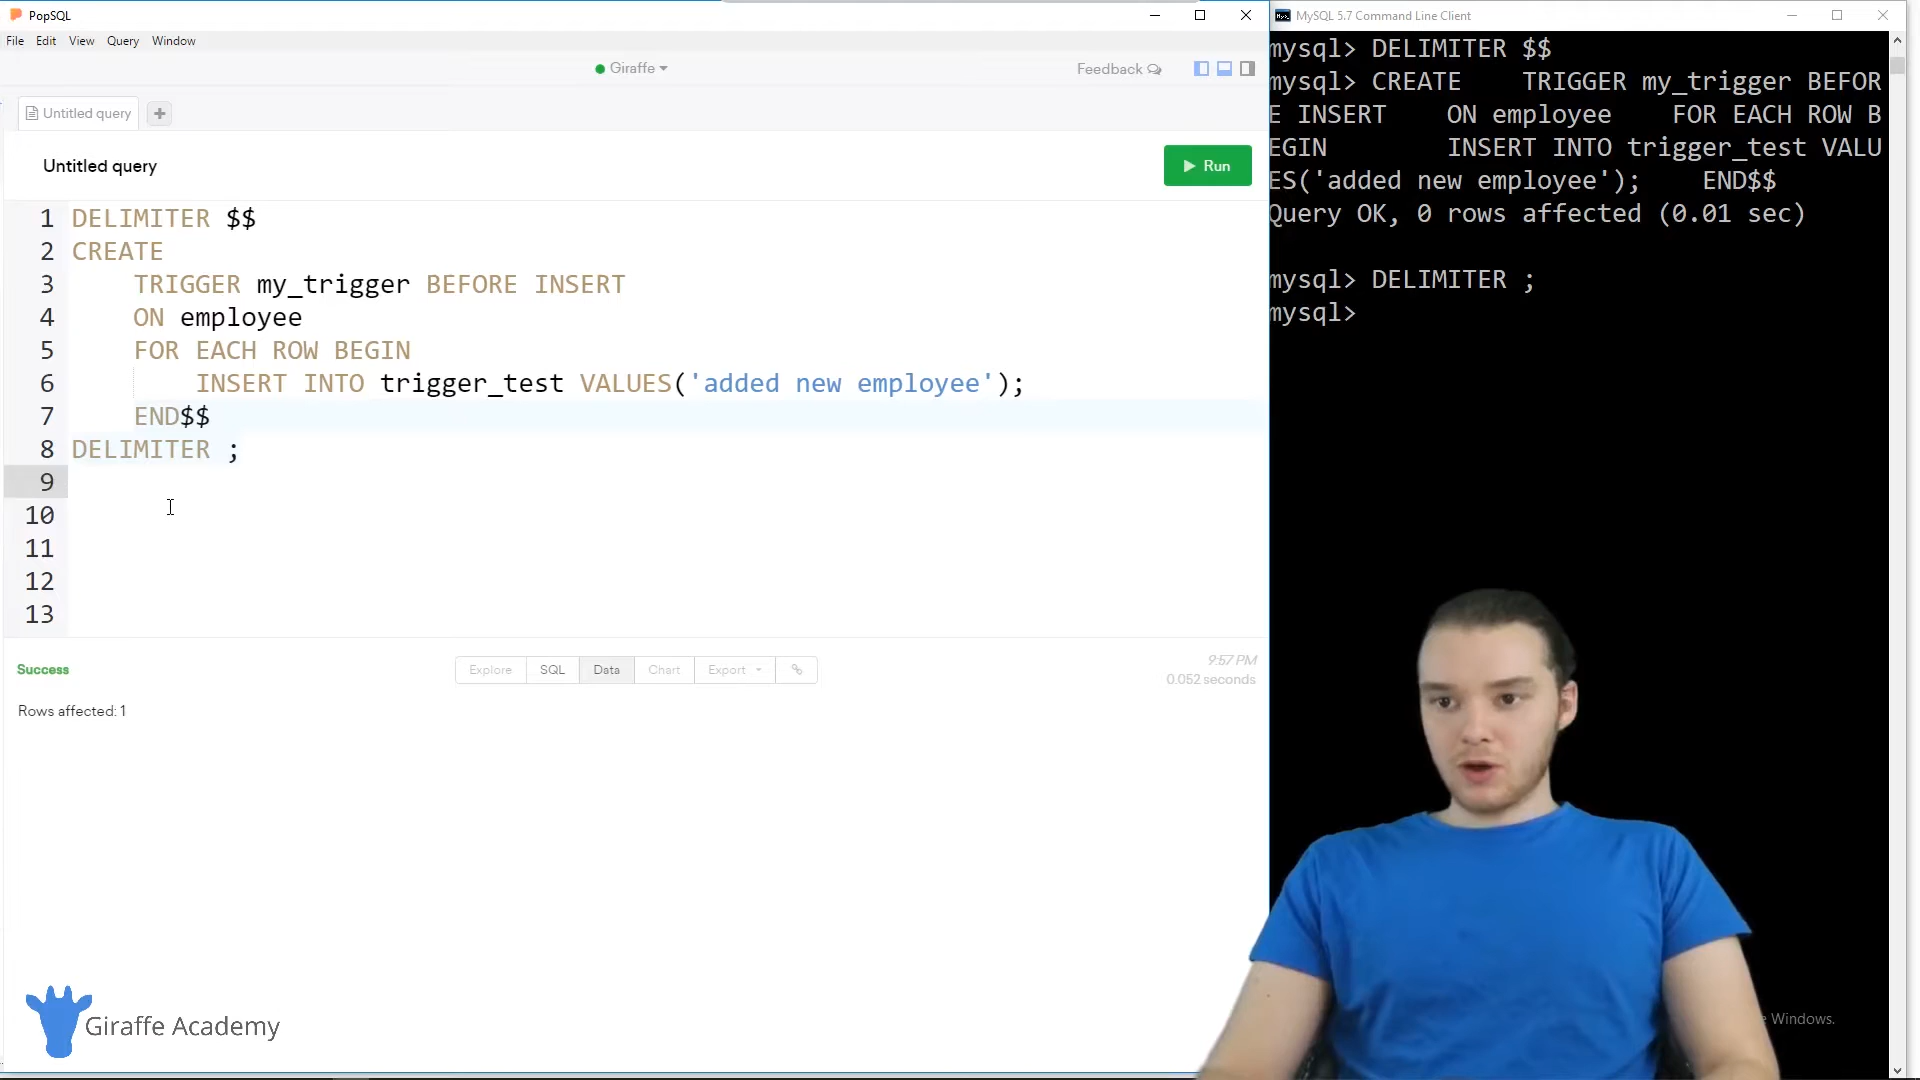 PopSQL
File Edit View Query Window
Giraffe
Feedback
Untitled query
Untitled query
Run
1 DELIMITER $$
2 CREATE
3 TRIGGER my_trigger BEFORE INSERT
4 ON employee
5 FOR EACH ROW BEGIN
6 INSERT INTO trigger_test VALUES('added new employee');
7 END$$
8 DELIMITER ;
9
10
11
12
13
Success
Explore SQL Data Chart Export
9:57 PM
0.052 seconds
Rows affected: 1
Giraffe Academy
MySQL 5.7 Command Line Client
mysql> DELIMITER $$
mysql> CREATE TRIGGER my_trigger BEFOR
E INSERT ON employee FOR EACH ROW B
EGIN INSERT INTO trigger_test VALU
ES('added new employee'); END$$
Query OK, 0 rows affected (0.01 sec)
mysql> DELIMITER ;
mysql>
Windows.